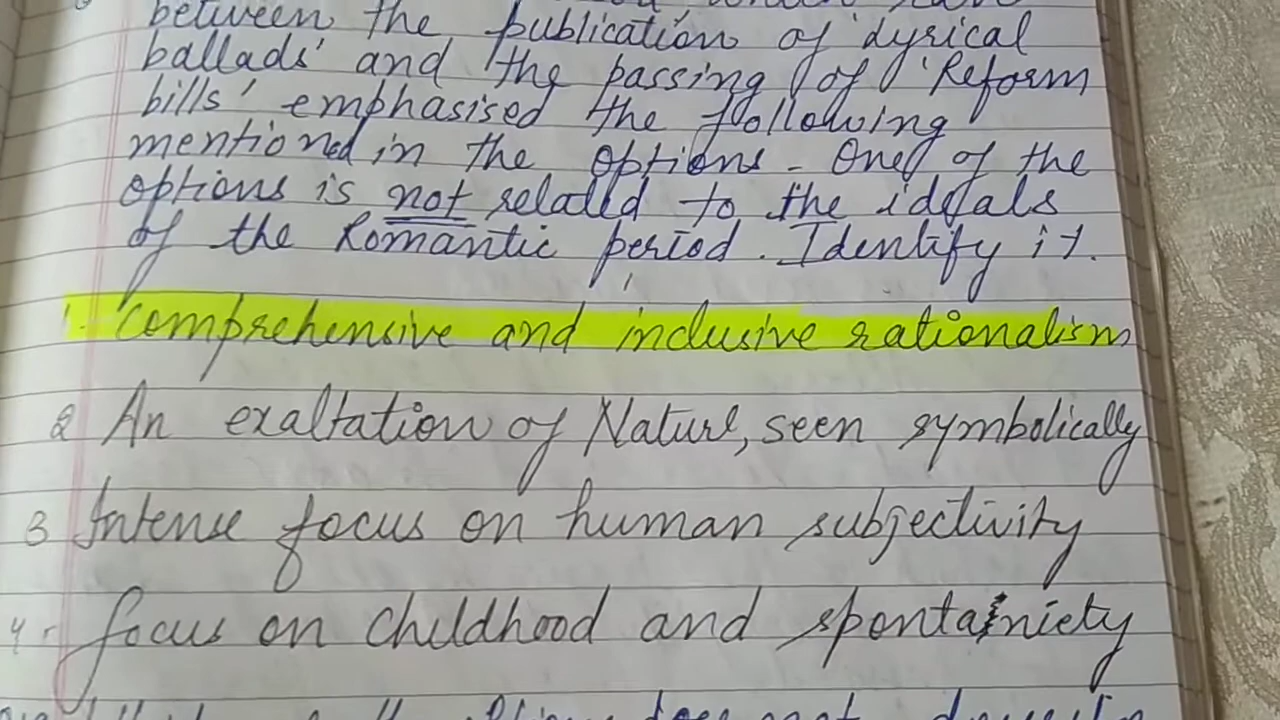 between the publication of 'dyrical
ballads' and the passing of 'Reform
bills' emphasised the following
mentioned in the options - One of the
options is not related to the ideals
of the Romantic period. Identify it.
1. Comprehensive and inclusive rationalism
2 An exaltation of Nature, seen symbolically
3 Intense focus on human subjectivity
4. focus on childhood and spontainiety
does not